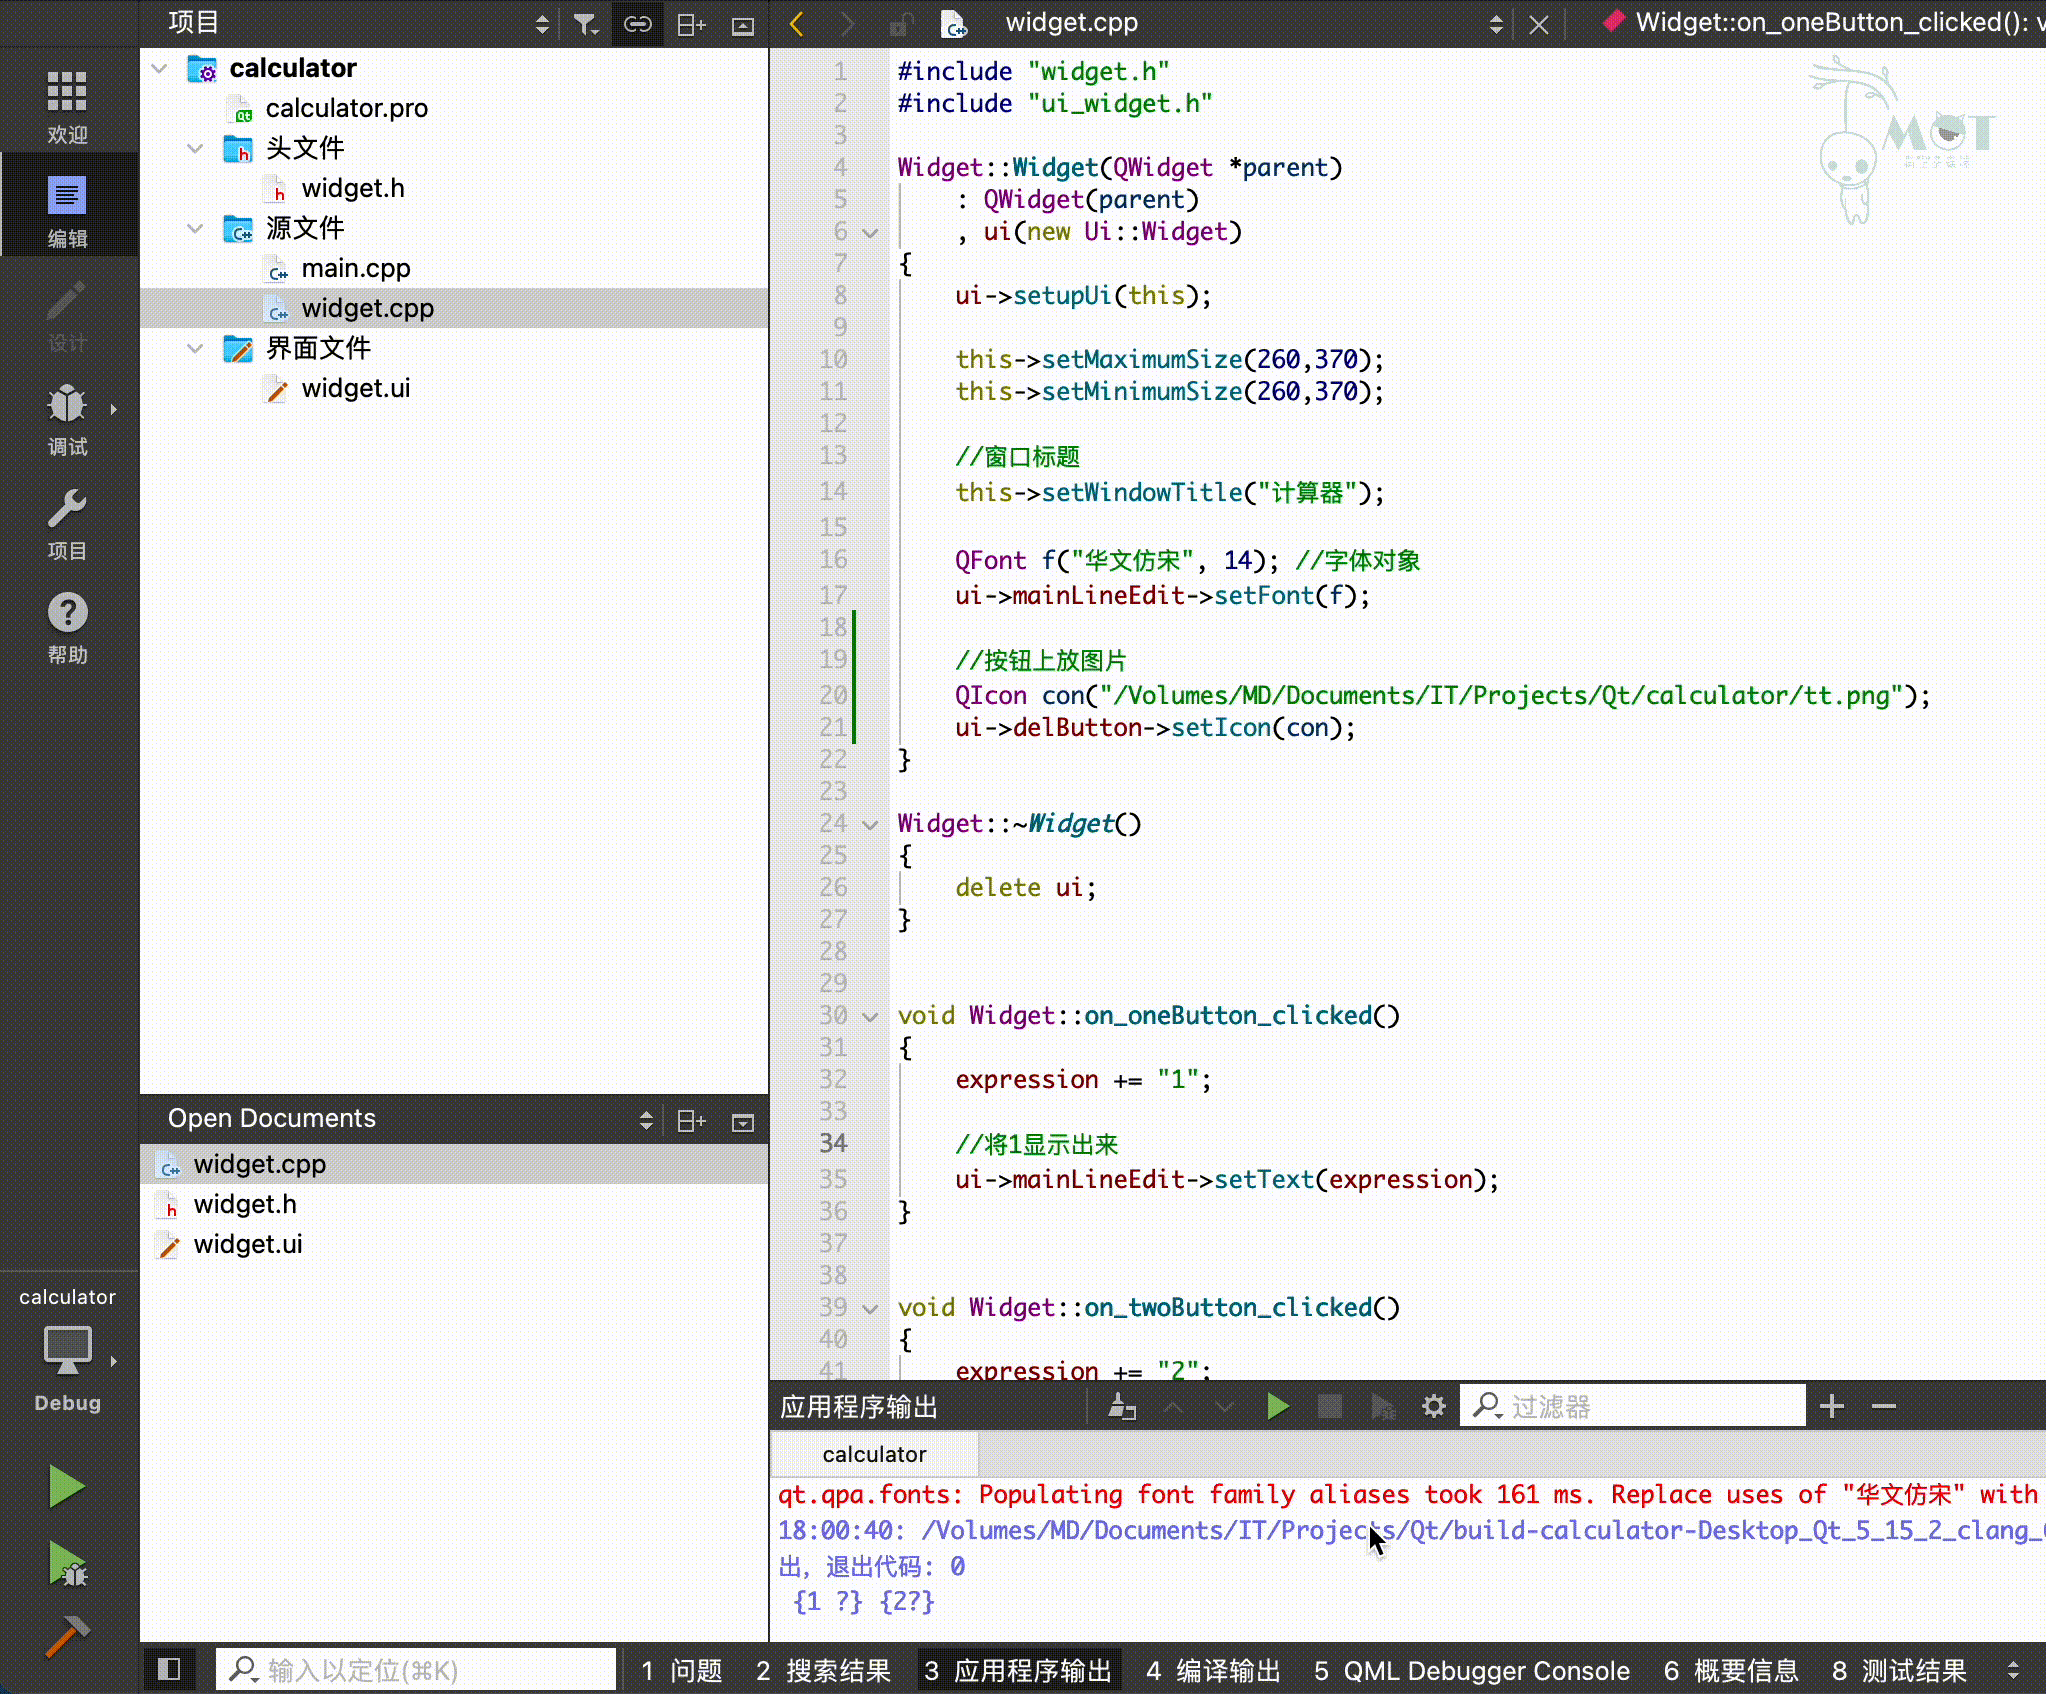 项目
widget.cpp
Widget::on_oneButton_clicked(): v
欢迎
编辑
设计
调试
项目
帮助
calculator
Debug
calculator
calculator.pro
头文件
widget.h
源文件
main.cpp
widget.cpp
界面文件
widget.ui
Open Documents
widget.cpp
widget.h
widget.ui
MOT
1 #include "widget.h"
2 #include "ui_widget.h"
3
4 Widget::Widget(QWidget *parent)
5     : QWidget(parent)
6     , ui(new Ui::Widget)
7 {
8     ui->setupUi(this);
9
10     this->setMaximumSize(260,370);
11     this->setMinimumSize(260,370);
12
13     //窗口标题
14     this->setWindowTitle("计算器");
15
16     QFont f("华文仿宋", 14); //字体对象
17     ui->mainLineEdit->setFont(f);
18
19     //按钮上放图片
20     QIcon con("/Volumes/MD/Documents/IT/Projects/Qt/calculator/tt.png");
21     ui->delButton->setIcon(con);
22 }
23
24 Widget::~Widget()
25 {
26     delete ui;
27 }
28
29
30 void Widget::on_oneButton_clicked()
31 {
32     expression += "1";
33
34     //将1显示出来
35     ui->mainLineEdit->setText(expression);
36 }
37
38
39 void Widget::on_twoButton_clicked()
40 {
41     expression += "2";
应用程序输出
过滤器
calculator
qt.qpa.fonts: Populating font family aliases took 161 ms. Replace uses of "华文仿宋" with
18:00:40: /Volumes/MD/Documents/IT/Projects/Qt/build-calculator-Desktop_Qt_5_15_2_clang_
出，退出代码: 0
{1 ?} {2?}
输入以定位(⌘K)
1 问题 2 搜索结果 3 应用程序输出 4 编译输出 5 QML Debugger Console 6 概要信息 8 测试结果